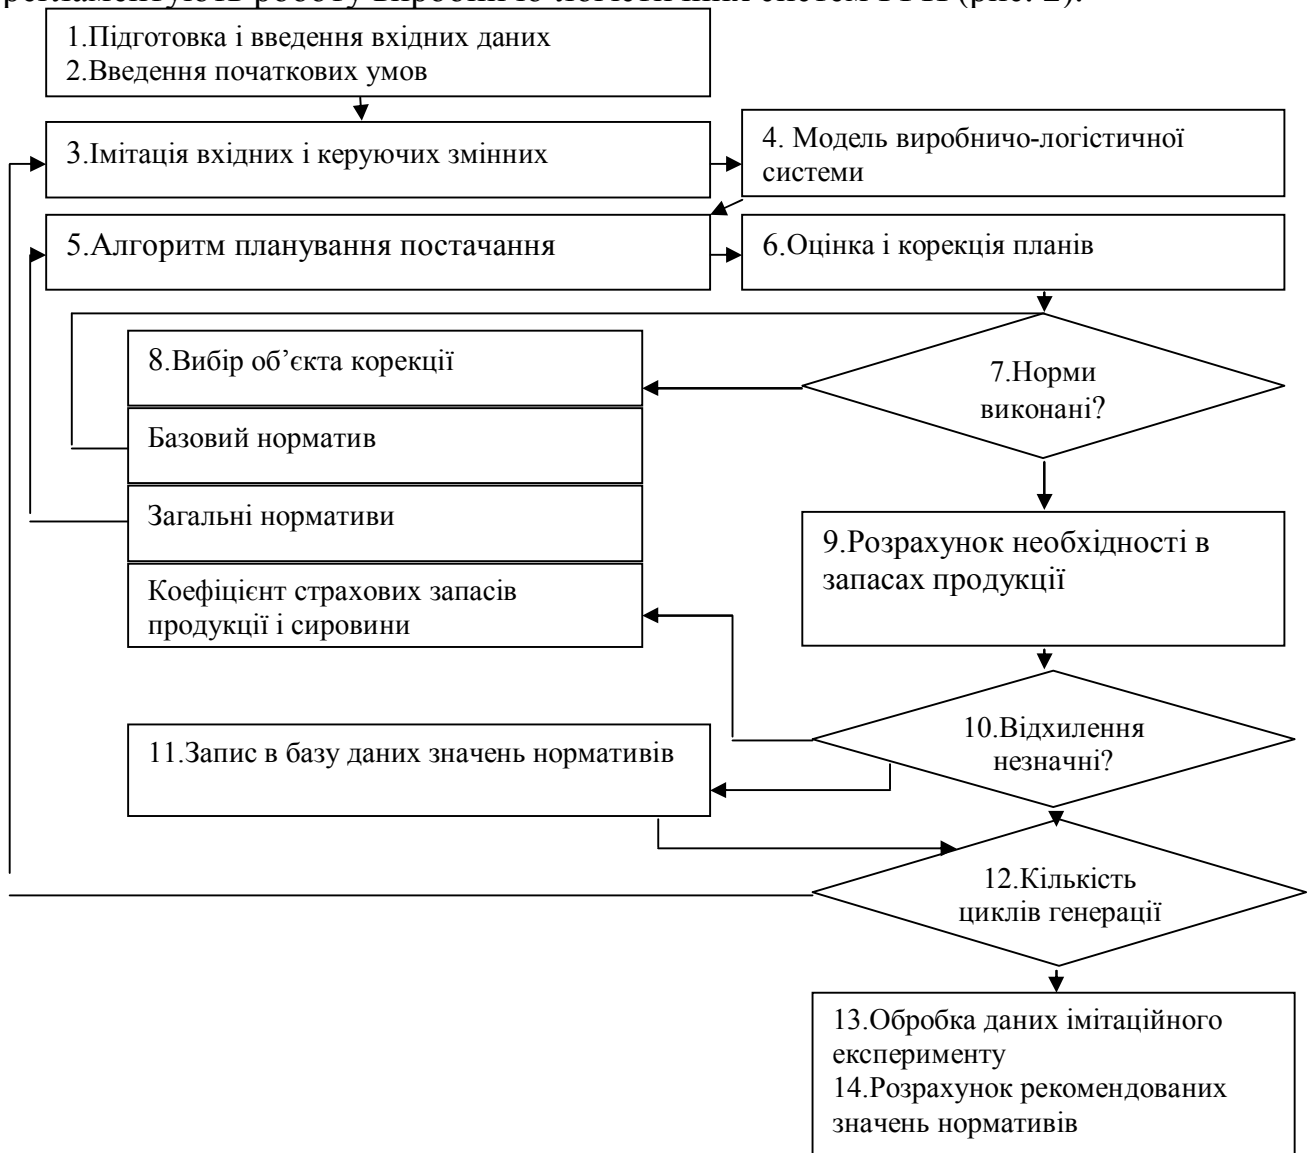 1.Підготовка і введення вхідних даних
2.Введення початкових умов
3.Імітація вхідних і керуючих змінних
4. Модель виробничо-логістичної
системи
5.Алгоритм планування постачання
6.Оцінка і корекція планів
7.Норми
виконані?
8.Вибір об’єкта корекції
Базовий норматив
Загальні нормативи
Коефіцієнт страхових запасів
продукції і сировини
9.Розрахунок необхідності в
запасах продукції
10.Відхилення
незначні?
11.Запис в базу даних значень нормативів
12.Кількість
циклів генерації
13.Обробка даних імітаційного
експерименту
14.Розрахунок рекомендованих
значень нормативів